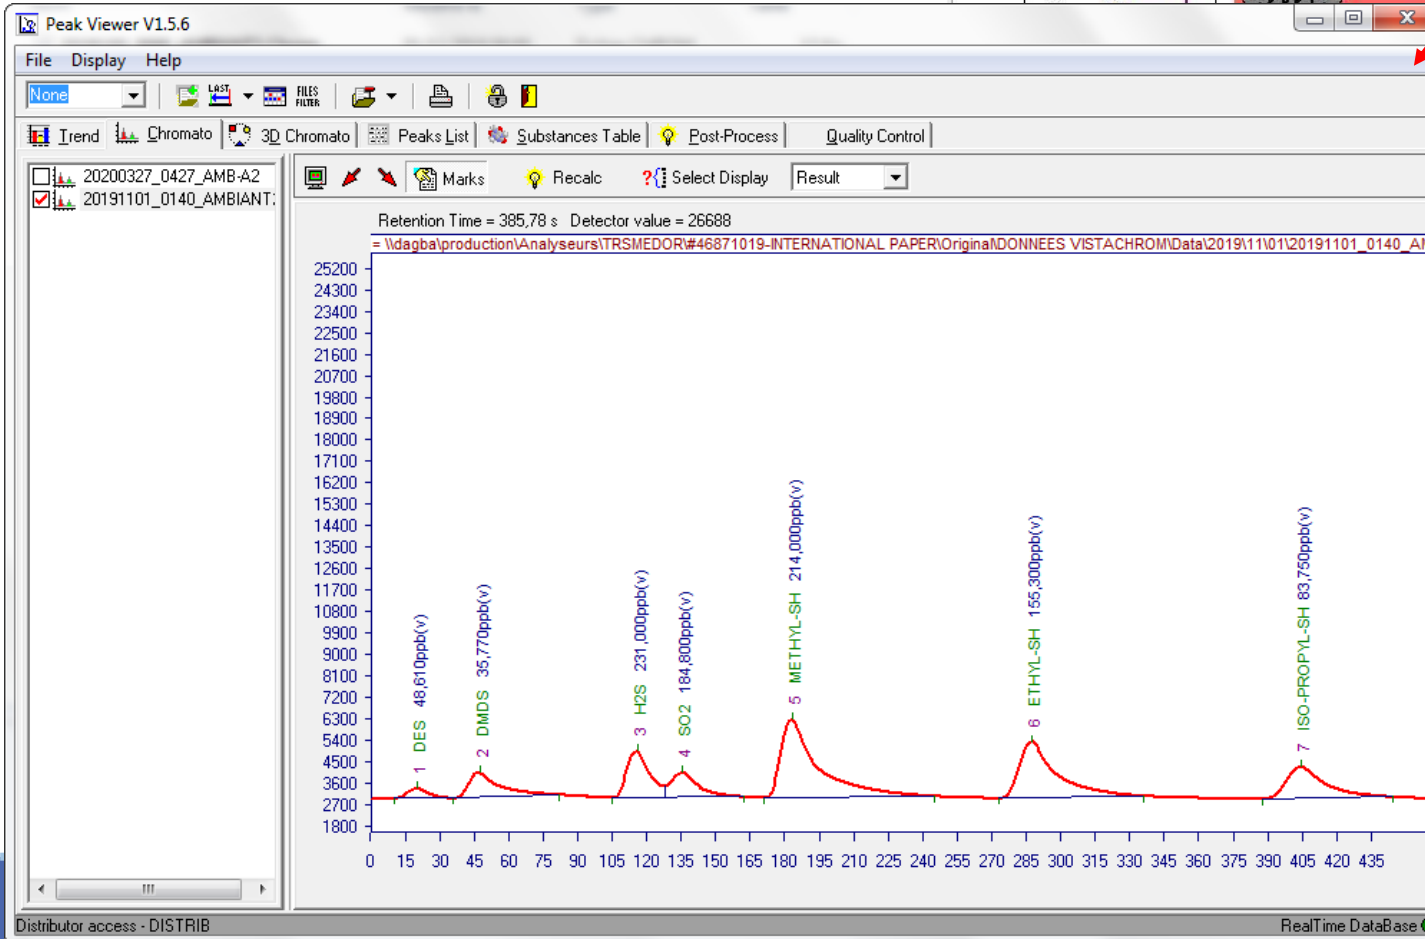 Peak Viewer V1.5.6
File Display Help
None LAST FILES FILTER
Trend Chromato 3D Chromato Peaks List Substances Table Post-Process Quality Control
20200327_0427_AMB-A2
20191101_0140_AMBIANT
Marks Recalc Select Display Result
Retention Time = 385,78 s Detector value = 26688
= \\dagba\production\Analyseurs\TRSMEDOR\#46871019-INTERNATIONAL PAPER\Original\DONNEES VISTACHROM\Data\2019\11\01\20191101_0140_A
25200
24300
23400
22500
21600
20700
19800
18900
18000
17100
16200
15300
14400
13500
12600
11700
10800
9900
9000
8100
7200
6300
5400
4500
3600
2700
1800
1 DES 48,610ppb(v)
2 DMDS 35,770ppb(v)
3 H2S 231,000ppb(v)
4 SO2 184,800ppb(v)
5 METHYL-SH 214,000ppb(v)
6 ETHYL-SH 155,300ppb(v)
7 ISO-PROPYL-SH 83,750ppb(v)
0 15 30 45 60 75 90 105 120 135 150 165 180 195 210 225 240 255 270 285 300 315 330 345 360 375 390 405 420 435
Distributor access - DISTRIB RealTime DataBase